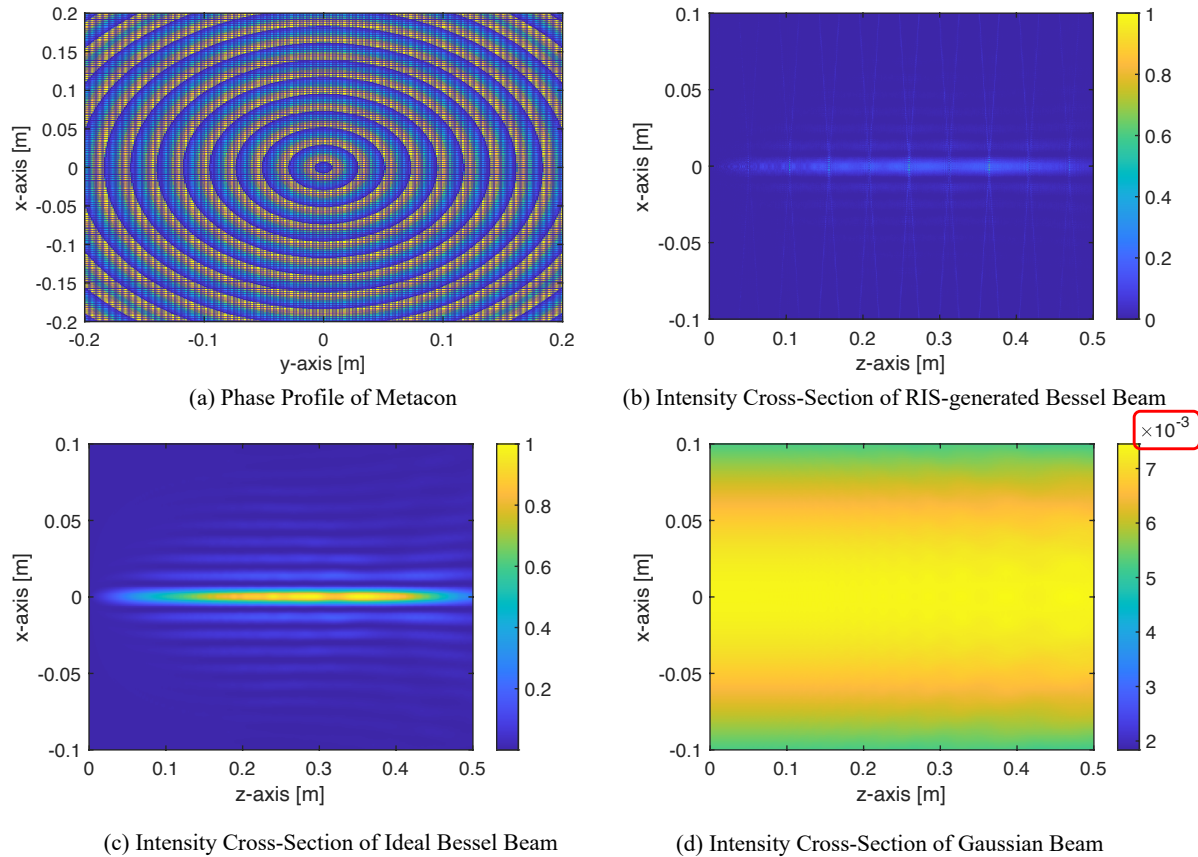 0.2
0.15
0.1
0.05
0
-0.05
-0.1
-0.15
-0.2
x-axis [m]
-0.2 -0.1 0 0.1 0.2
y-axis [m]
(a) Phase Profile of Metacon
0.1
0.05
0
-0.05
-0.1
x-axis [m]
0 0.1 0.2 0.3 0.4 0.5
z-axis [m]
1
0.8
0.6
0.4
0.2
0
(b) Intensity Cross-Section of RIS-generated Bessel Beam
0.1
0.05
0
-0.05
-0.1
x-axis [m]
0 0.1 0.2 0.3 0.4 0.5
z-axis [m]
1
0.8
0.6
0.4
0.2
(c) Intensity Cross-Section of Ideal Bessel Beam
0.1
0.05
0
-0.05
-0.1
x-axis [m]
0 0.1 0.2 0.3 0.4 0.5
z-axis [m]
×10⁻³
7
6
5
4
3
2
(d) Intensity Cross-Section of Gaussian Beam